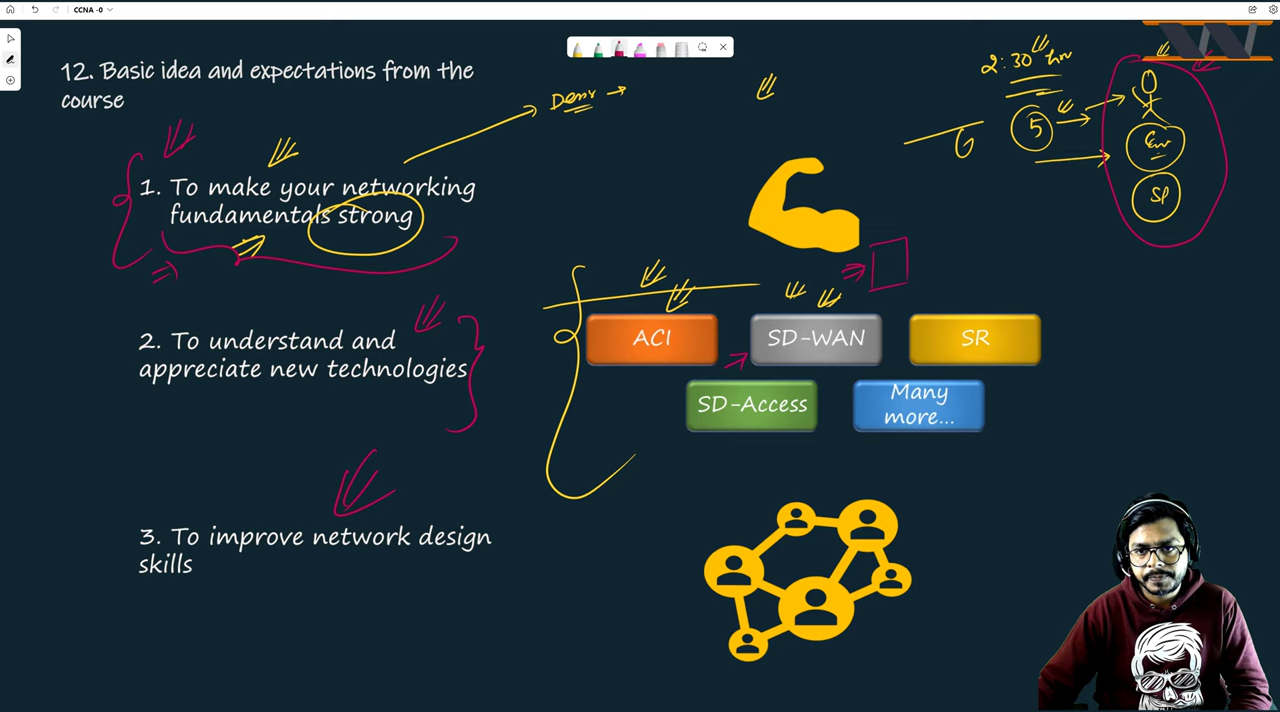 CCNA -0
12. Basic idea and expectations from the
course
2:30 hr
5
SP
1. To make your networking
fundamentals strong
ACI
SD-WAN
SR
2. To understand and
appreciate new technologies
SD-Access
Many
more...
3. To improve network design
skills